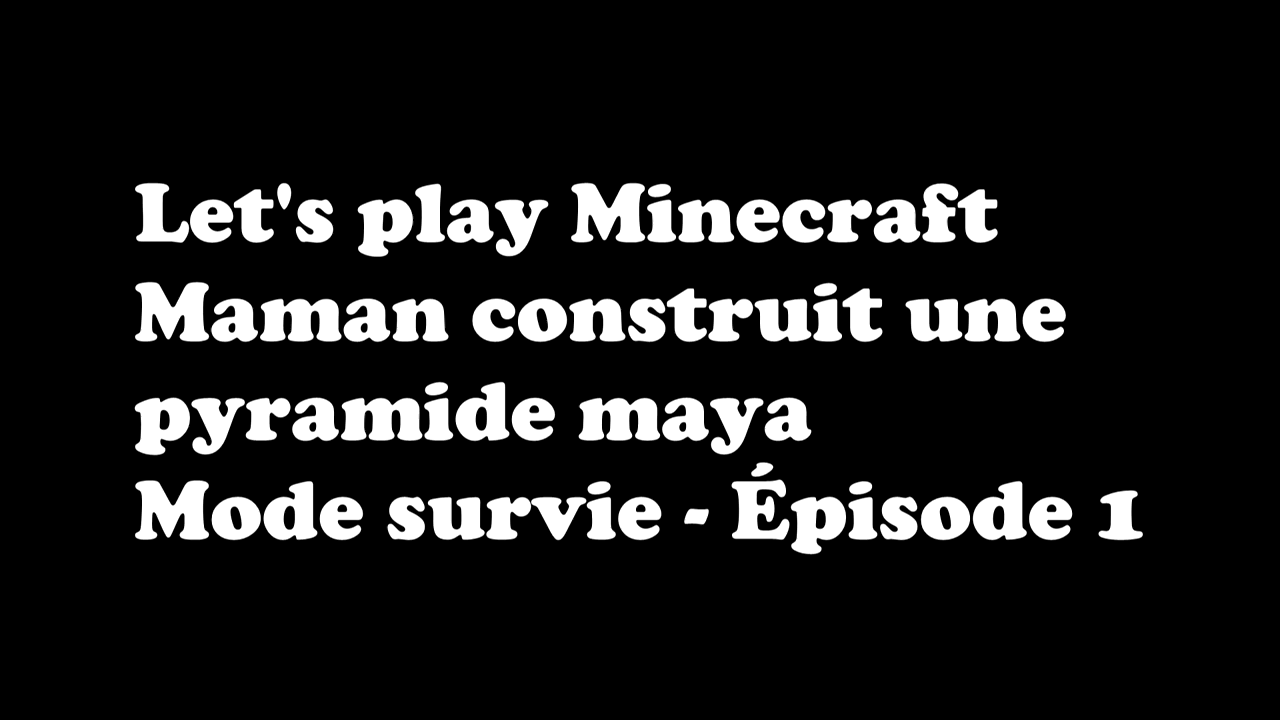 Let's play Minecraft
Maman construit une
pyramide maya
Mode survie - Épisode 1